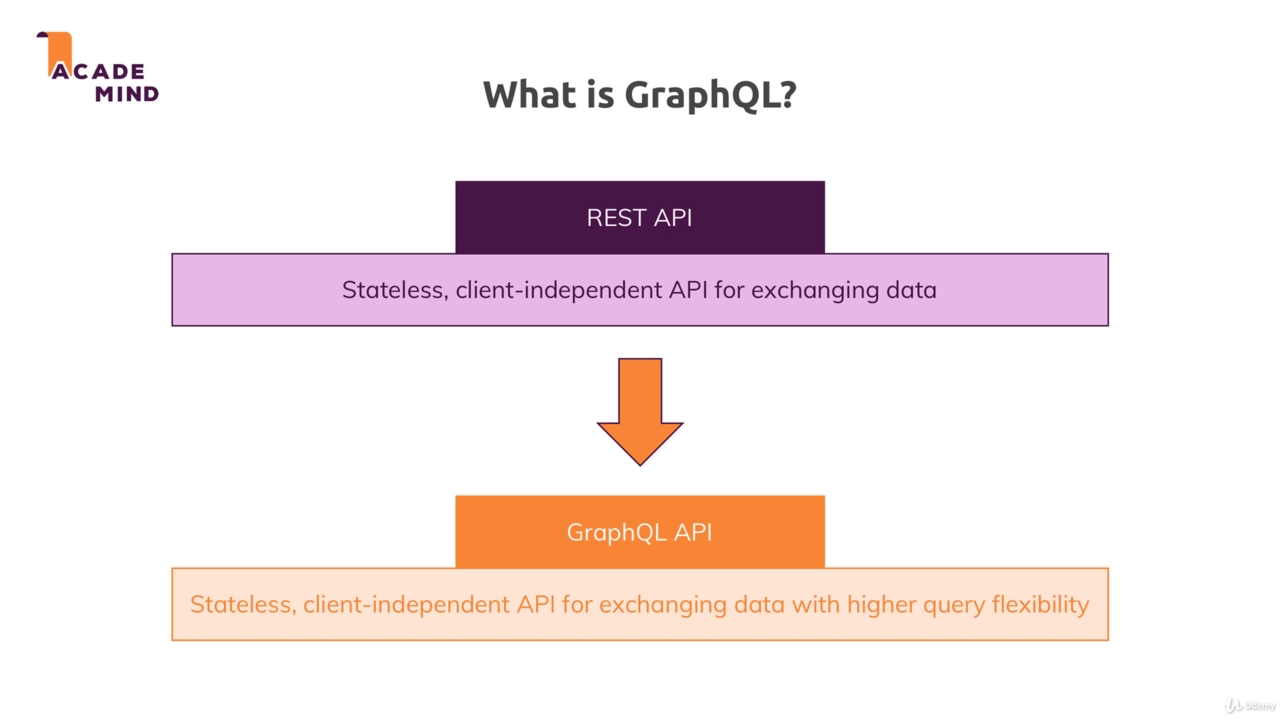 ACADE
MIND
What is GraphQL?
REST API
Stateless, client-independent API for exchanging data
GraphQL API
Stateless, client-independent API for exchanging data with higher query flexibility
Udemy